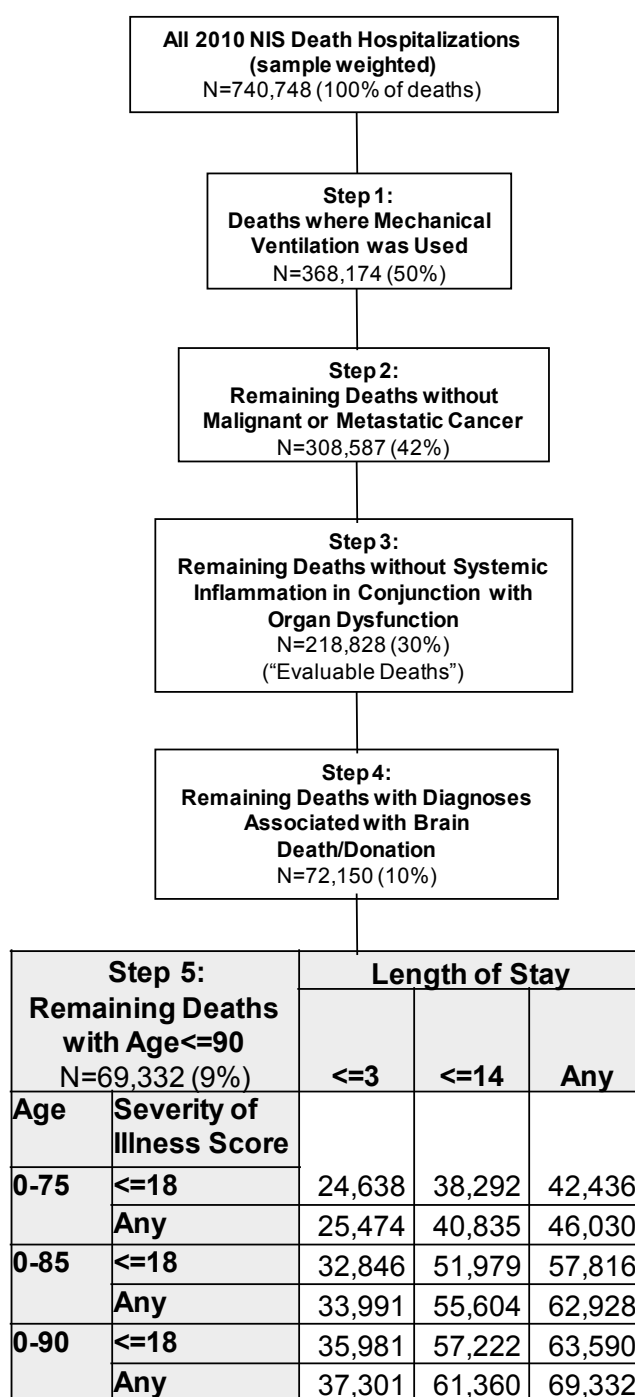 All 2010 NIS Death Hospitalizations
(sample weighted)
N=740,748 (100% of deaths)
Step 1:
Deaths where Mechanical
Ventilation was Used
N=368,174 (50%)
Step 2:
Remaining Deaths without
Malignant or Metastatic Cancer
N=308,587 (42%)
Step 3:
Remaining Deaths without Systemic
Inflammation in Conjunction with
Organ Dysfunction
N=218,828 (30%)
(“Evaluable Deaths”)
Step 4:
Remaining Deaths with Diagnoses
Associated with Brain
Death/Donation
N=72,150 (10%)
Step 5:
Remaining Deaths
with Age<=90
N=69,332 (9%)
Length of Stay
<=3 <=14 Any
Age Severity of
Illness Score
0-75 <=18 24,638 38,292 42,436
Any 25,474 40,835 46,030
0-85 <=18 32,846 51,979 57,816
Any 33,991 55,604 62,928
0-90 <=18 35,981 57,222 63,590
Any 37,301 61,360 69,332